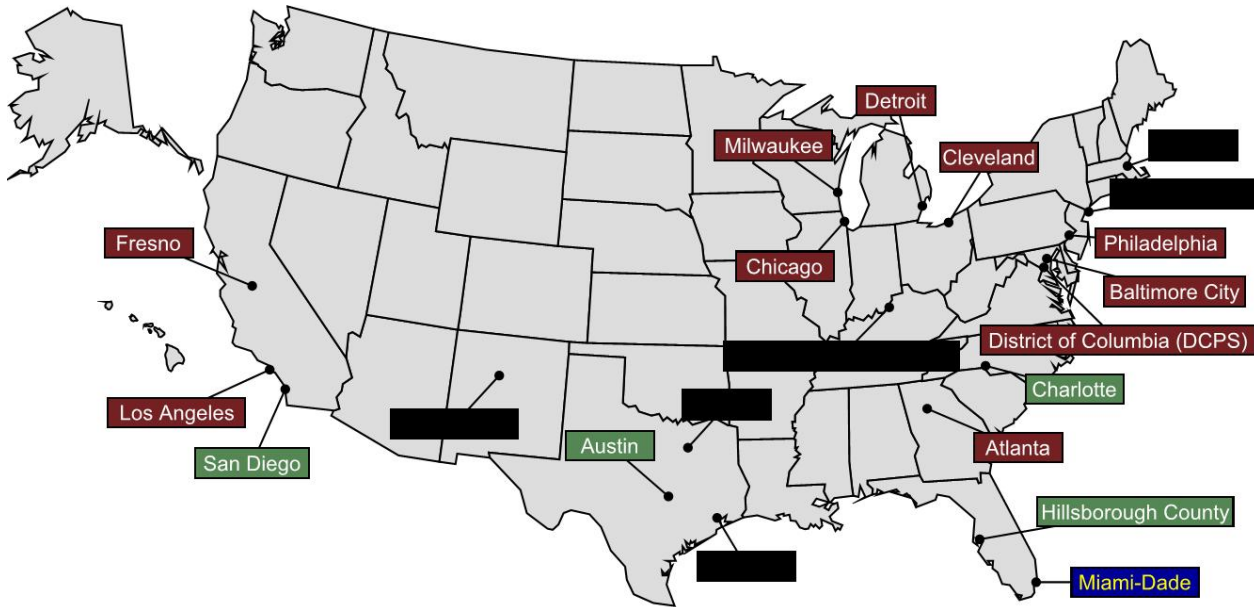 Detroit
Milwaukee
Cleveland
Fresno
Philadelphia
Chicago
Baltimore City
District of Columbia (DCPS)
Charlotte
Los Angeles
Austin
Atlanta
San Diego
Hillsborough County
Miami-Dade